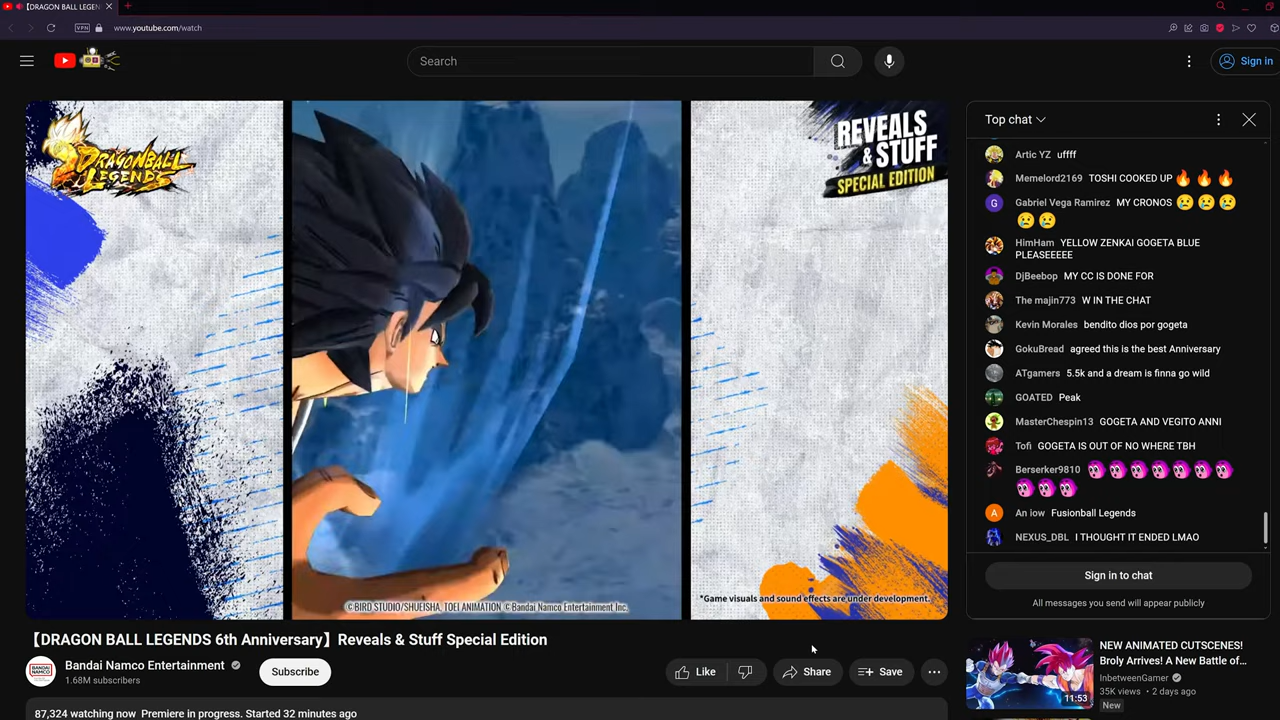 【DRAGON BALL LEGEN
VPN
www.youtube.com/watch
Search
Sign in
DRAGONBALL
LEGENDS
REVEALS
& STUFF
SPECIAL EDITION
©BIRD STUDIO/SHUEISHA, TOEI ANIMATION ©Bandai Namco Entertainment Inc.
*Game visuals and sound effects are under development.
Top chat
Artic YZ uffff
Memelord2169 TOSHI COOKED UP 🔥 🔥 🔥
G Gabriel Vega Ramirez MY CRONOS 😢 😢 😢
😢 😢
HimHam YELLOW ZENKAI GOGETA BLUE
PLEASEEEE
DjBeebop MY CC IS DONE FOR
The majin773 W IN THE CHAT
Kevin Morales bendito dios por gogeta
GokuBread agreed this is the best Anniversary
ATgamers 5.5k and a dream is finna go wild
GOATED Peak
MasterChespin13 GOGETA AND VEGITO ANNI
Tofi GOGETA IS OUT OF NO WHERE TBH
Berserker9810
A An iow Fusionball Legends
NEXUS_DBL I THOUGHT IT ENDED LMAO
Sign in to chat
All messages you send will appear publicly
【DRAGON BALL LEGENDS 6th Anniversary】Reveals & Stuff Special Edition
BANDAI
NAMCO
Bandai Namco Entertainment
1.68M subscribers
Subscribe
Like
Share
Save
87,324 watching now Premiere in progress. Started 32 minutes ago
NEW ANIMATED CUTSCENES!
Broly Arrives! A New Battle of...
InbetweenGamer
35K views • 2 days ago
New
11:53